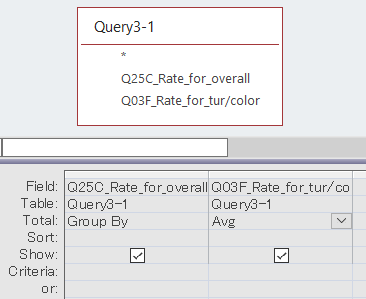 Query3-1
*
Q25C_Rate_for_overall
Q03F_Rate_for_tur/color
Field: Q25C_Rate_for_overall Q03F_Rate_for_tur/co
Table: Query3-1 Query3-1
Total: Group By Avg
Sort:
Show:
Criteria:
or: